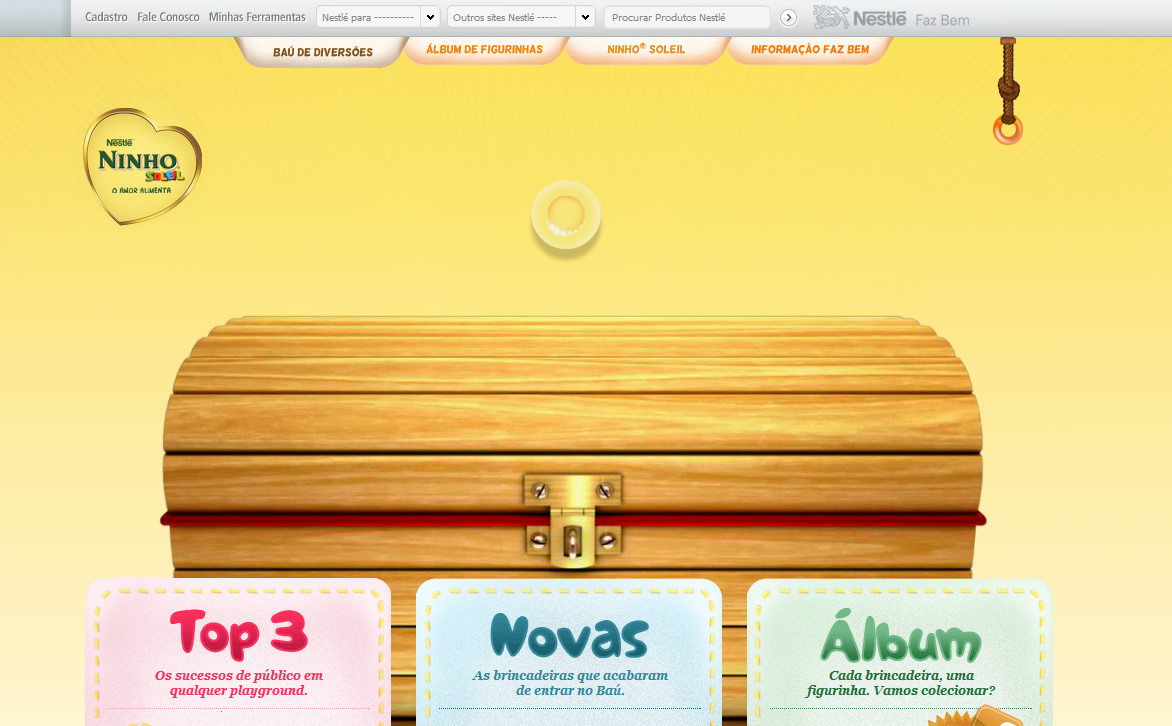 Cadastro Fale Conosco Minhas Ferramentas Nestlé para ---------- Outros sites Nestlé ----- Procurar Produtos Nestlé Nestlé Faz Bem
BAÚ DE DIVERSÕES ÁLBUM DE FIGURINHAS NINHO® SOLEIL INFORMAÇÃO FAZ BEM
Nestlé
NINHO
SOLEIL
O AMOR ALIMENTA
Top 3
Os sucessos de público em
qualquer playground.
Novas
As brincadeiras que acabaram
de entrar no Baú.
Álbum
Cada brincadeira, uma
figurinha. Vamos colecionar?